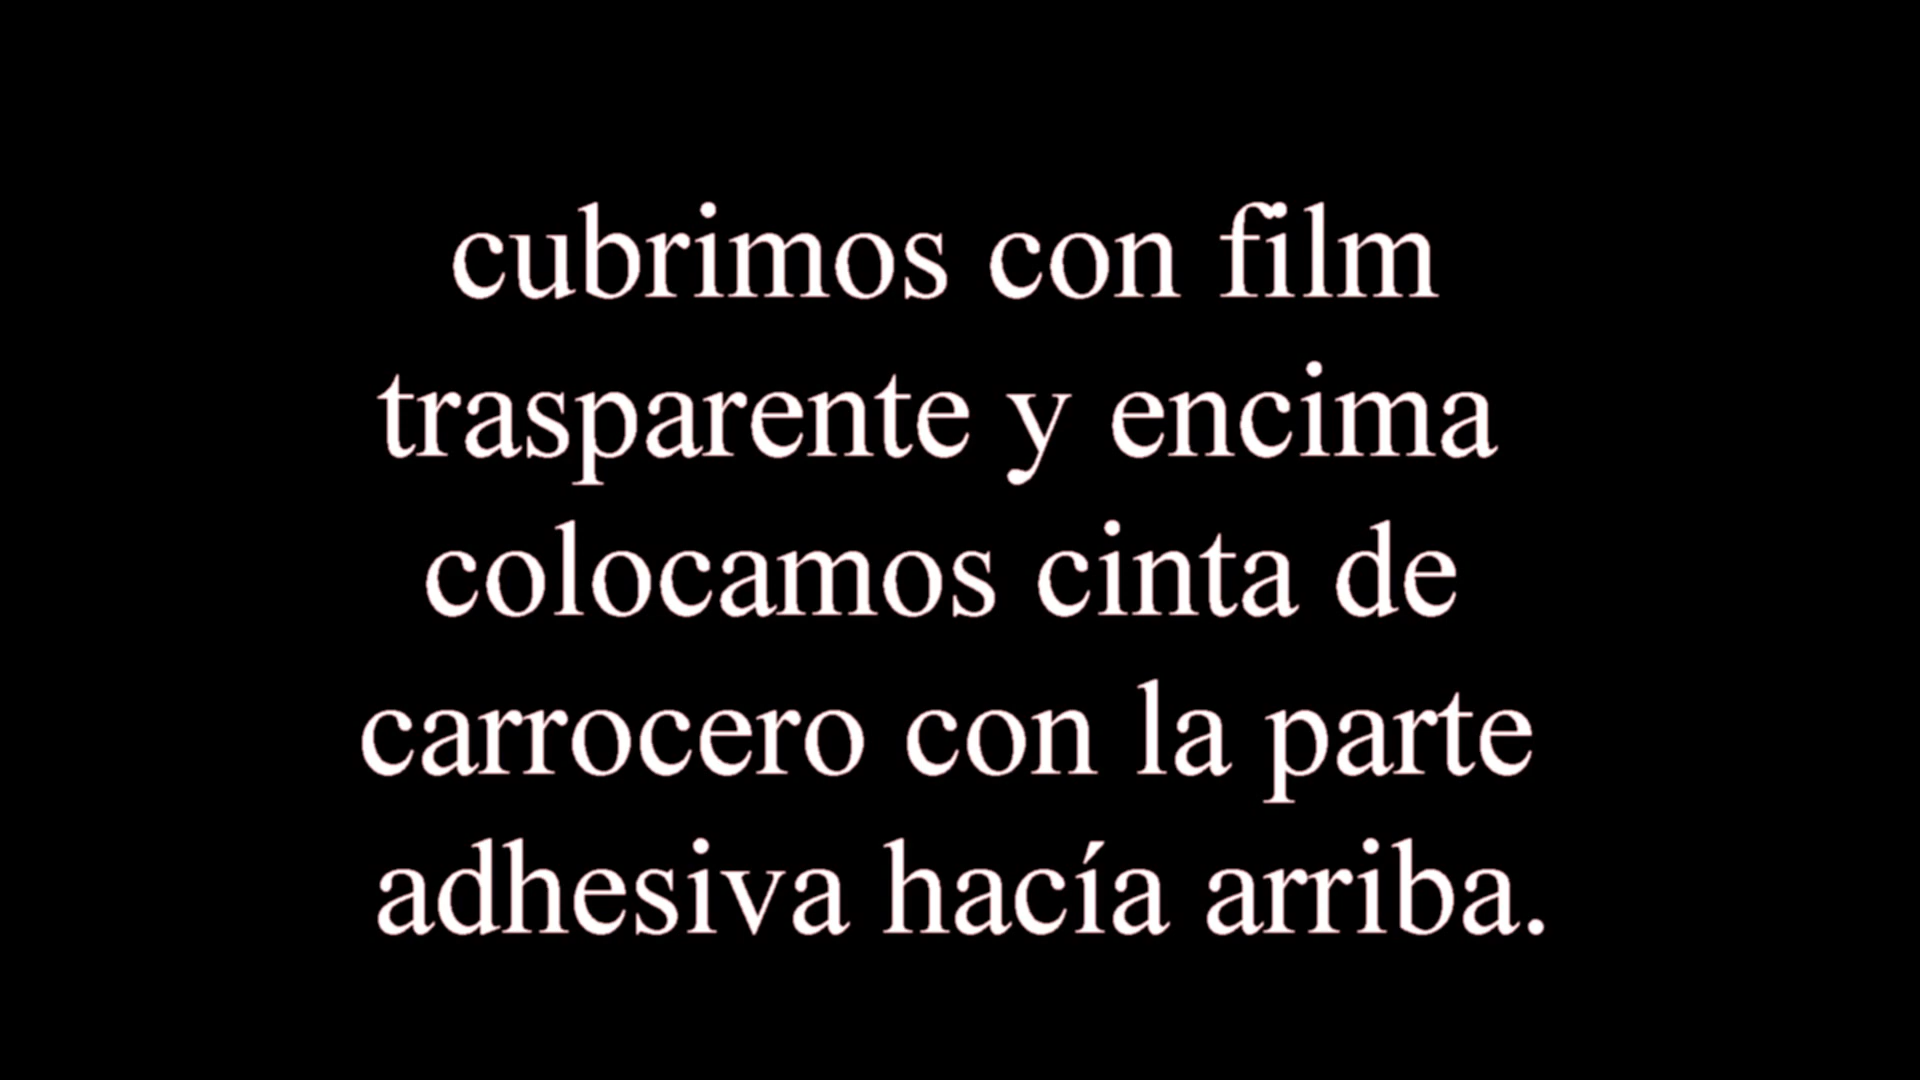 cubrimos con film
trasparente y encima
colocamos cinta de
carrocero con la parte
adhesiva hacía arriba.